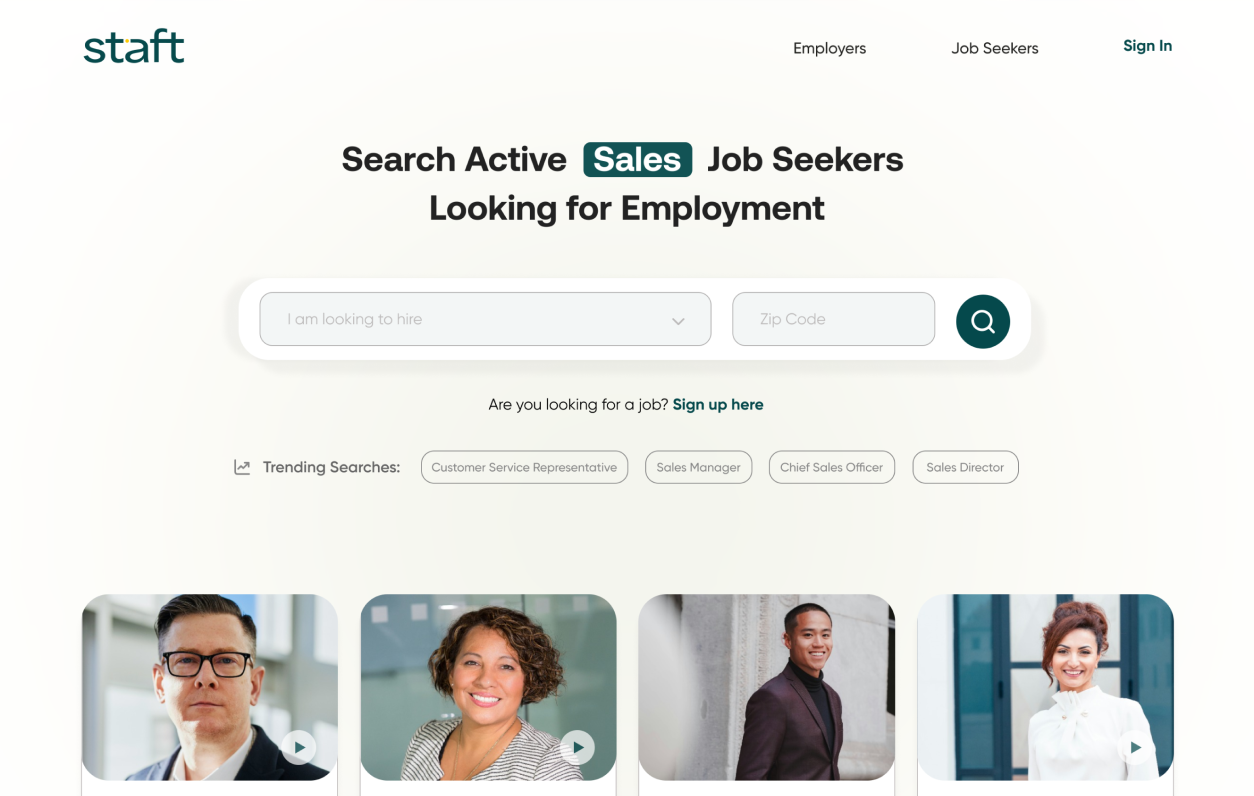 staft
Employers
Job Seekers
Sign In
Search Active Sales Job Seekers
Looking for Employment
I am looking to hire
Zip Code
Are you looking for a job? Sign up here
Trending Searches:
Customer Service Representative
Sales Manager
Chief Sales Officer
Sales Director